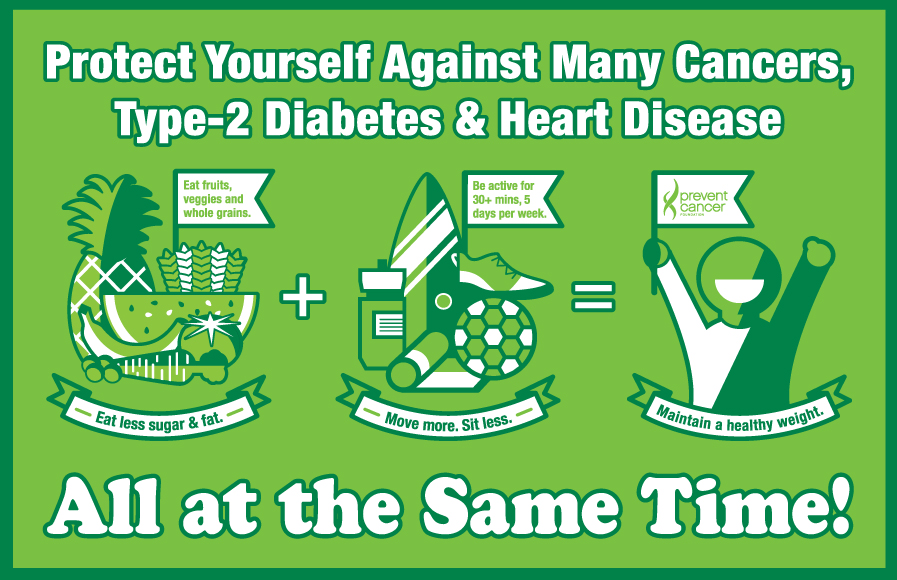 Protect Yourself Against Many Cancers,
Type-2 Diabetes & Heart Disease
Eat fruits,
veggies and
whole grains.
Eat less sugar & fat.
+
Be active for
30+ mins, 5
days per week.
Move more. Sit less.
=
prevent
cancer
FOUNDATION
Maintain a healthy weight.
All at the Same Time!